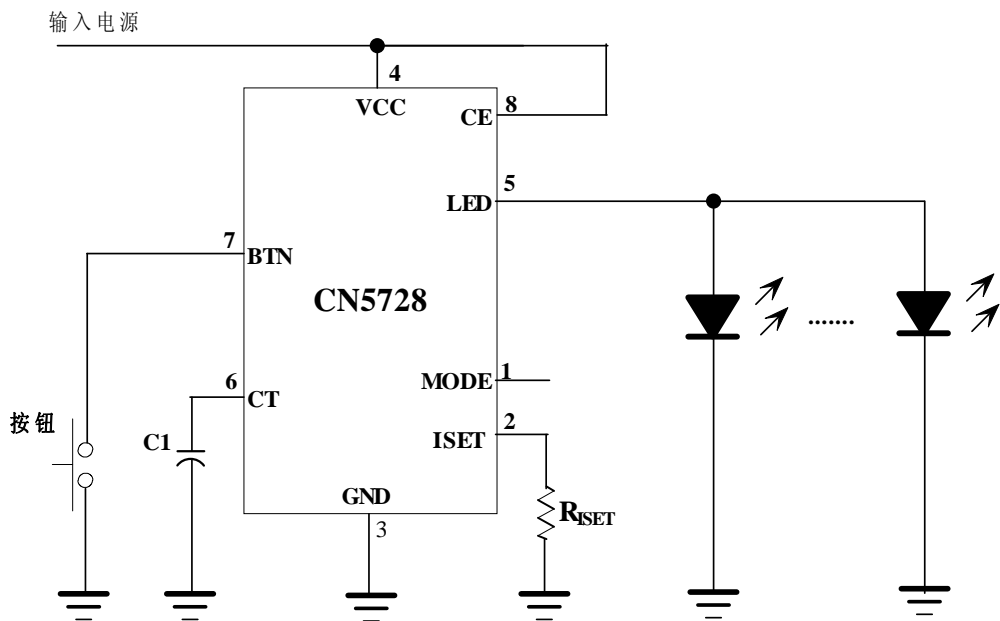 输入电源
4
VCC
8
CE
5
LED
7
BTN
CN5728
6
CT
1
MODE
2
ISET
按钮
C1
GND
3
RISET
.......